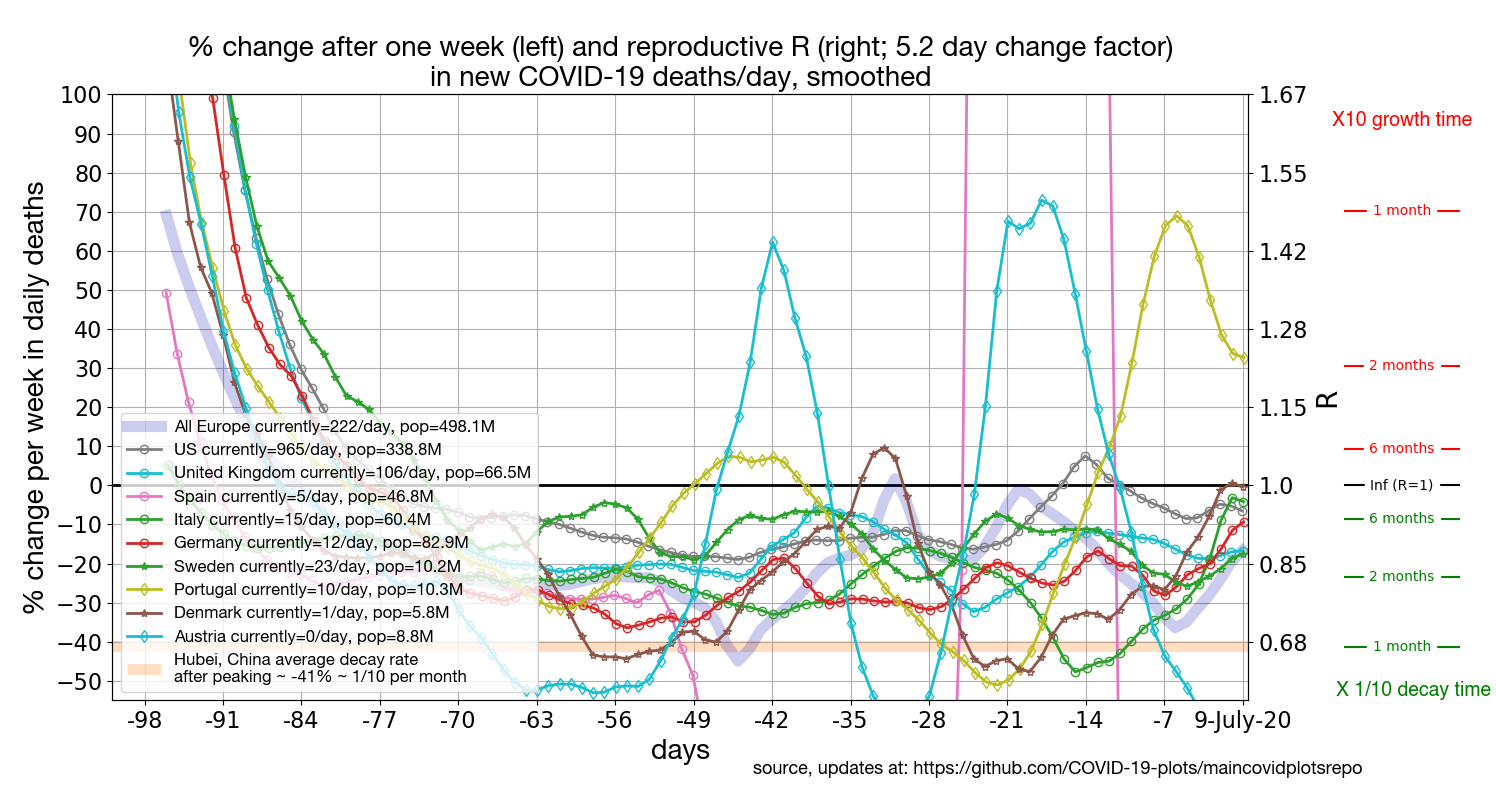 % change after one week (left) and reproductive R (right; 5.2 day change factor)
in new COVID-19 deaths/day, smoothed
% change per week in daily deaths
100
90
80
70
60
50
40
30
20
10
0
−10
−20
−30
−40
−50
All Europe currently=222/day, pop=498.1M
US currently=965/day, pop=338.8M
United Kingdom currently=106/day, pop=66.5M
Spain currently=5/day, pop=46.8M
Italy currently=15/day, pop=60.4M
Germany currently=12/day, pop=82.9M
Sweden currently=23/day, pop=10.2M
Portugal currently=10/day, pop=10.3M
Denmark currently=1/day, pop=5.8M
Austria currently=0/day, pop=8.8M
Hubei, China average decay rate
after peaking ~ -41% ~ 1/10 per month
-98 -91 -84 -77 -70 -63 -56 -49 -42 -35 -28 -21 -14 -7 9-July-20
days
1.67
1.55
1.42
1.28
1.15
1.0
0.85
0.68
R
X10 growth time
1 month
2 months
6 months
Inf (R=1)
6 months
2 months
1 month
X 1/10 decay time
source, updates at: https://github.com/COVID-19-plots/maincovidplotsrepo